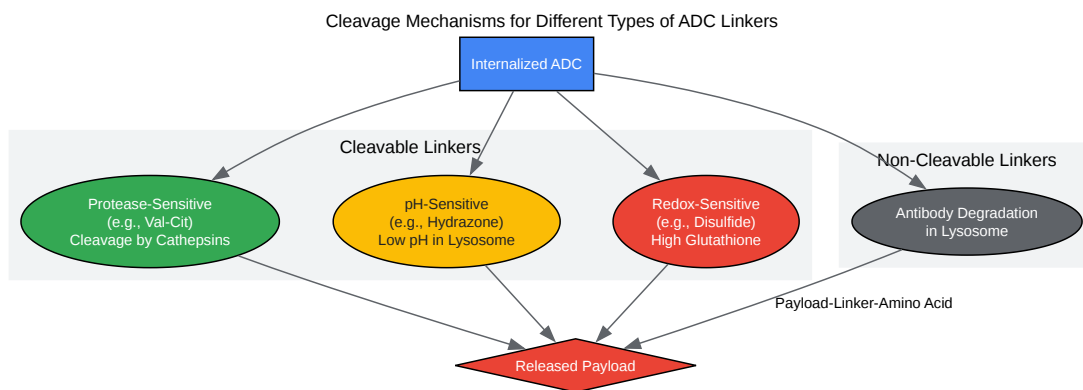 Cleavage Mechanisms for Different Types of ADC Linkers
Internalized ADC
Cleavable Linkers
Non-Cleavable Linkers
Protease-Sensitive
(e.g., Val-Cit)
Cleavage by Cathepsins
pH-Sensitive
(e.g., Hydrazone)
Low pH in Lysosome
Redox-Sensitive
(e.g., Disulfide)
High Glutathione
Antibody Degradation
in Lysosome
Payload-Linker-Amino Acid
Released Payload